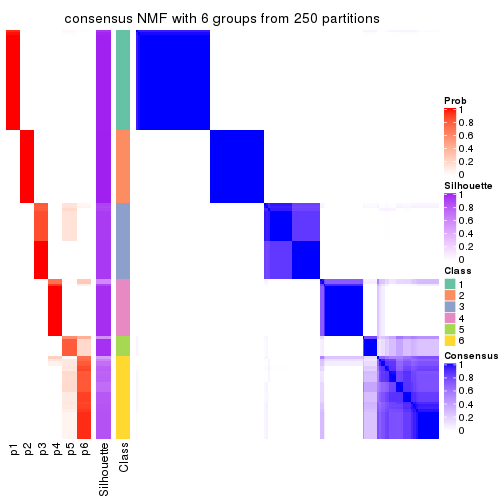 consensus NMF with 6 groups from 250 partitions
Prob
1
0.8
0.6
0.4
0.2
0
Silhouette
1
0.8
0.6
0.4
0.2
0
Class
1
2
3
4
5
6
Consensus
1
0.8
0.6
0.4
0.2
0
p1
p2
p3
p4
p5
p6
Silhouette
Class